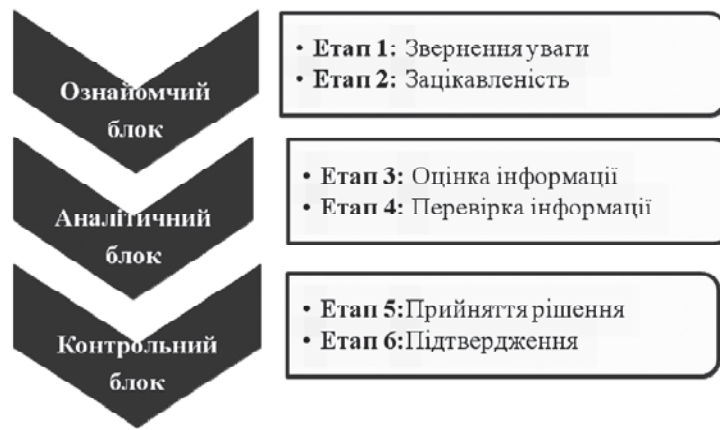 Ознайомчий
блок
• Етап 1: Звернення уваги
• Етап 2: Зацікавленість
Аналітичний
блок
• Етап 3: Оцінка інформації
• Етап 4: Перевірка інформації
Контрольний
блок
• Етап 5:Прийняття рішення
• Етап 6:Підтвердження